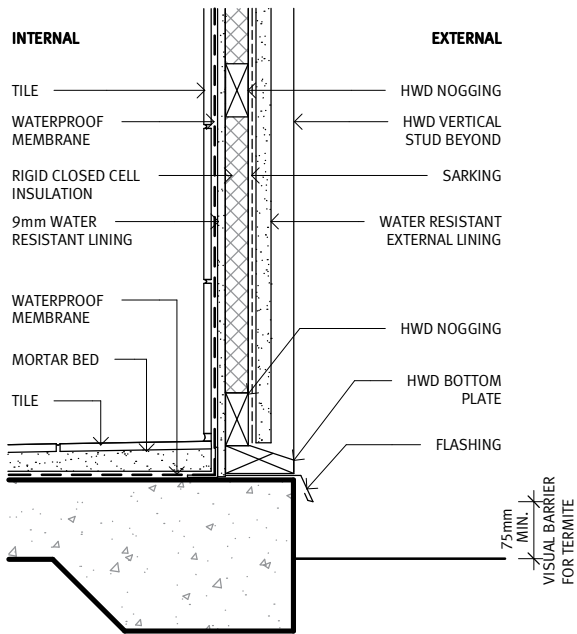 INTERNAL
EXTERNAL
TILE
WATERPROOF
MEMBRANE
RIGID CLOSED CELL
INSULATION
9mm WATER
RESISTANT LINING
WATERPROOF
MEMBRANE
MORTAR BED
TILE
HWD NOGGING
HWD VERTICAL
STUD BEYOND
SARKING
WATER RESISTANT
EXTERNAL LINING
HWD NOGGING
HWD BOTTOM
PLATE
FLASHING
75mm
MIN.
VISUAL BARRIER
FOR TERMITE